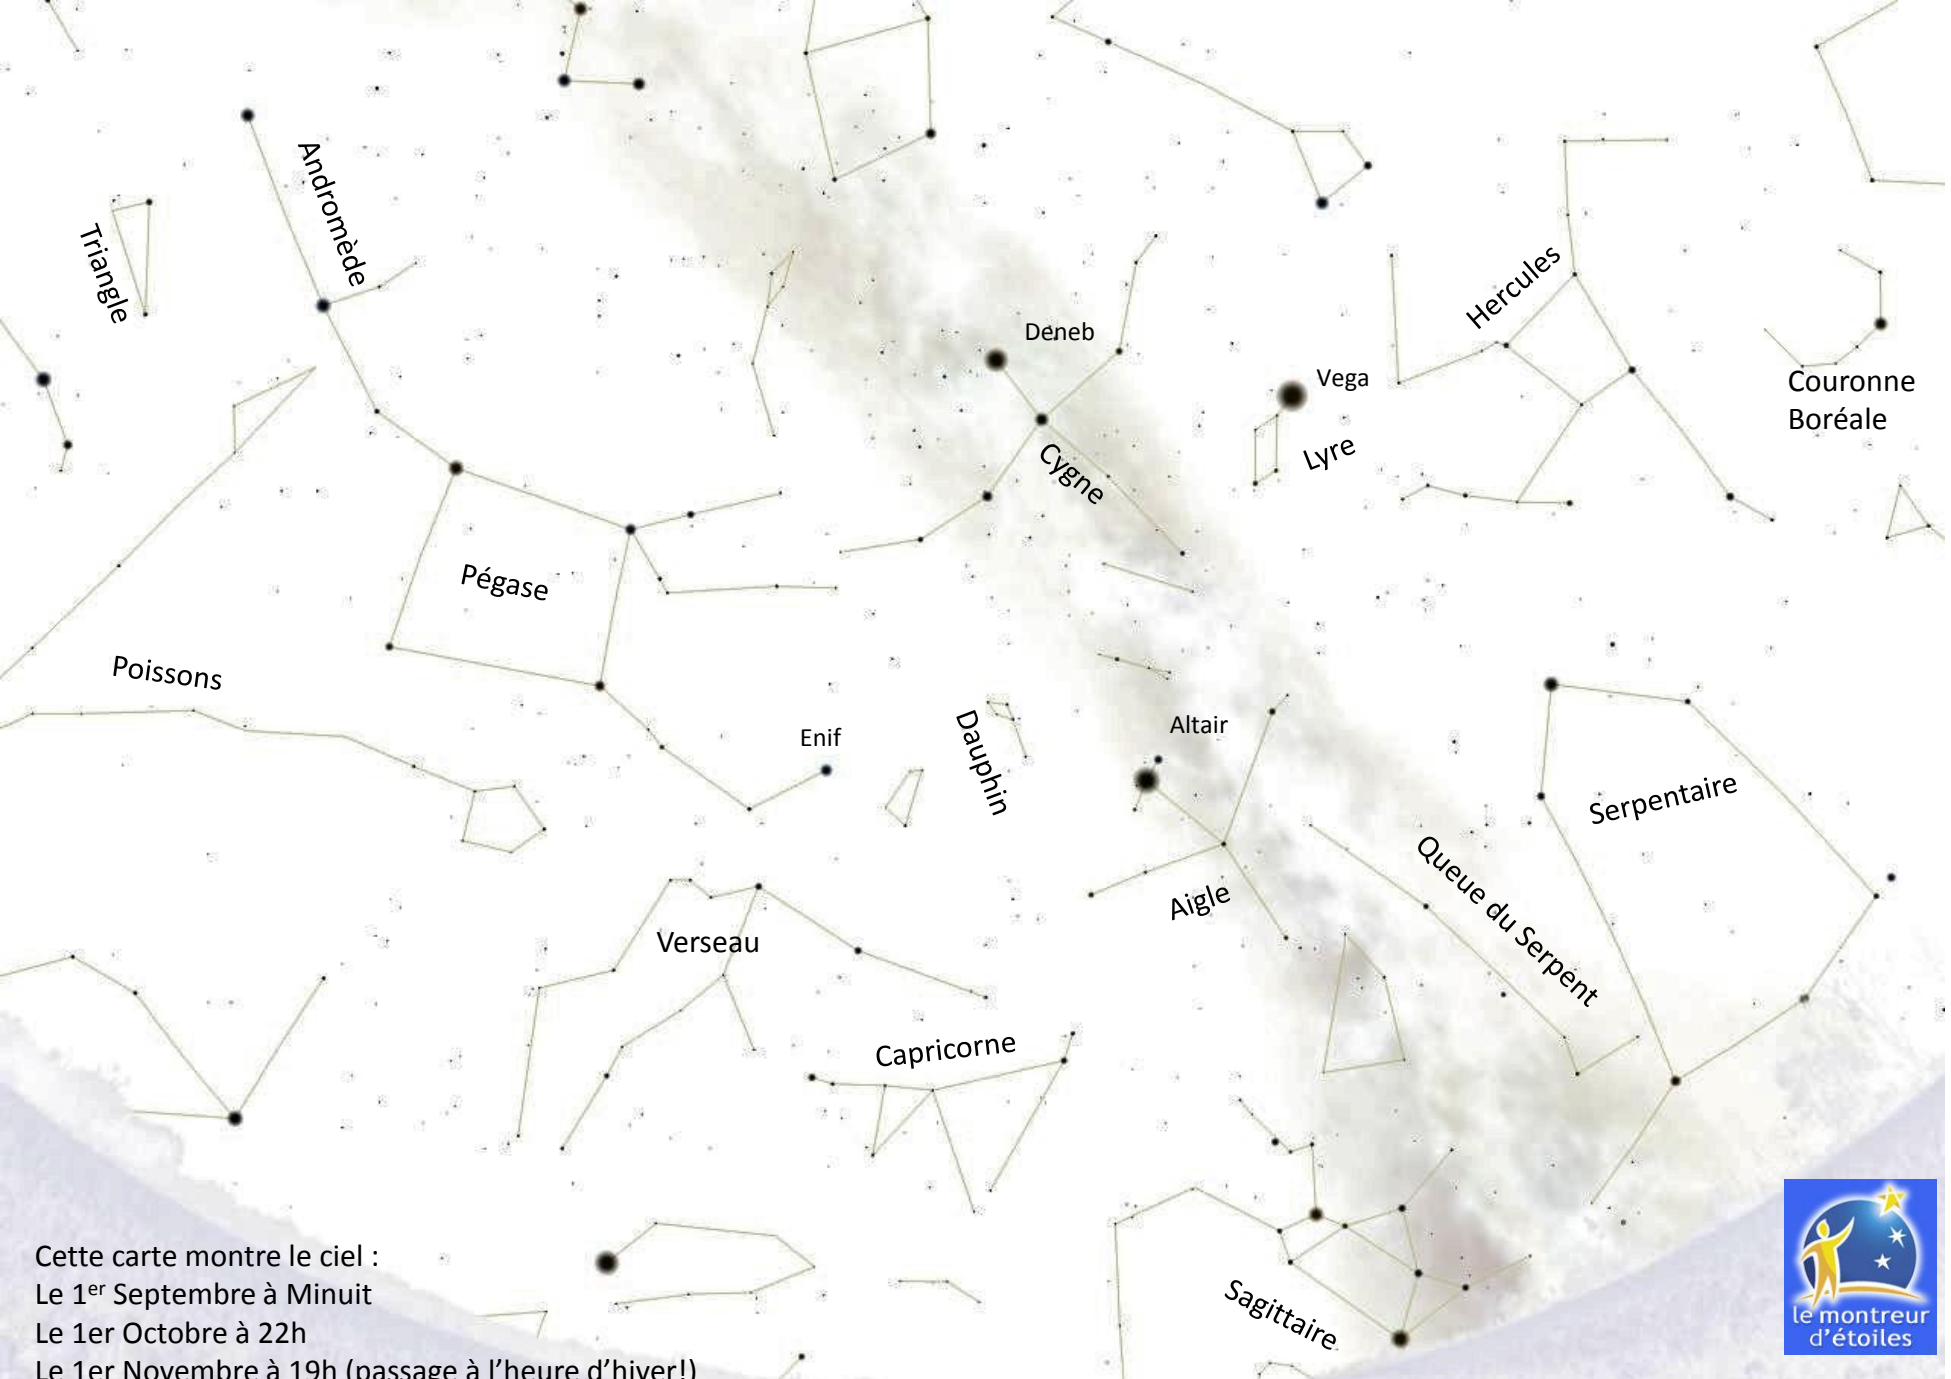 Andromède
Triangle
Deneb
Hercules
Vega
Couronne
Boréale
Cygne
Lyre
Pégase
Poissons
Enif
Dauphin
Altair
Serpentaire
Queue du Serpent
Aigle
Verseau
Capricorne
Sagittaire
Cette carte montre le ciel :
Le 1er Septembre à Minuit
Le 1er Octobre à 22h
Le 1er Novembre à 19h (passage à l'heure d'hiver!)
le montreur
d'étoiles